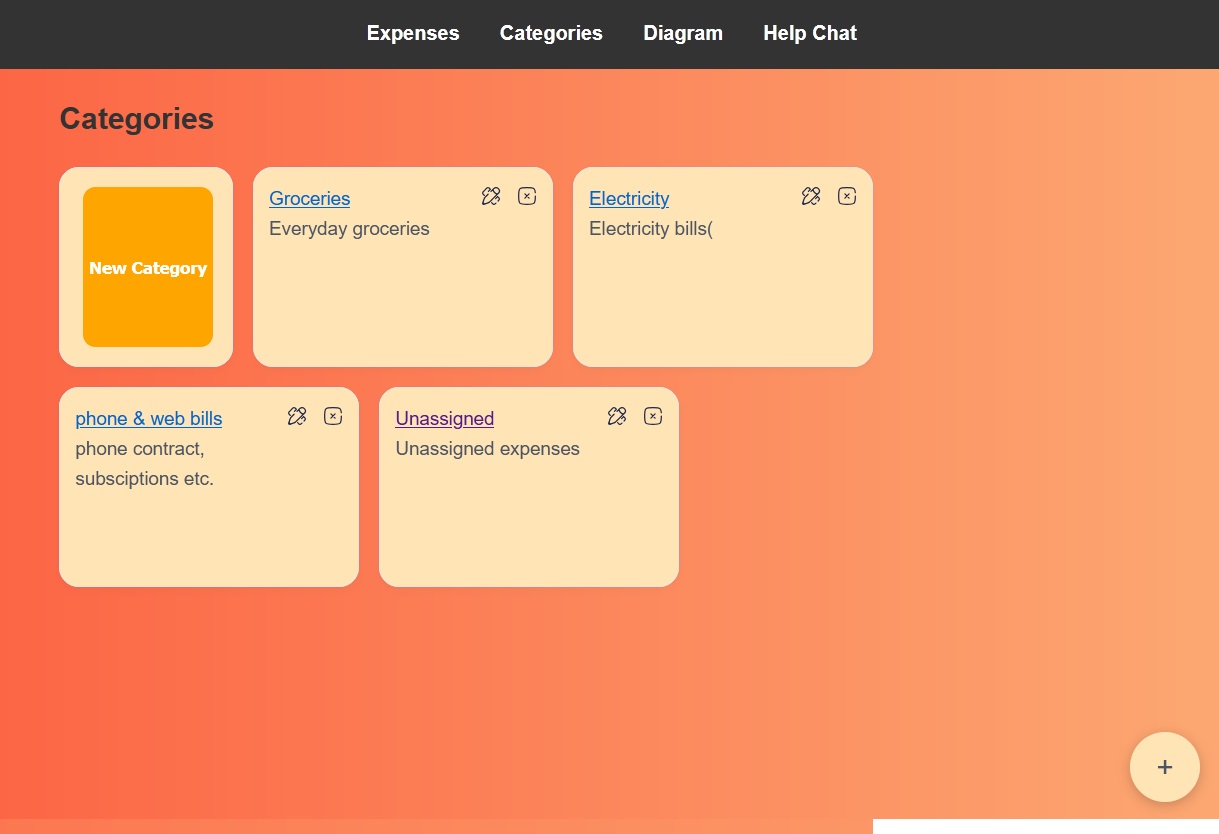 Expenses Categories Diagram Help Chat
Categories
New Category
Groceries
Everyday groceries
Electricity
Electricity bills(
phone & web bills
phone contract,
subsciptions etc.
Unassigned
Unassigned expenses
+